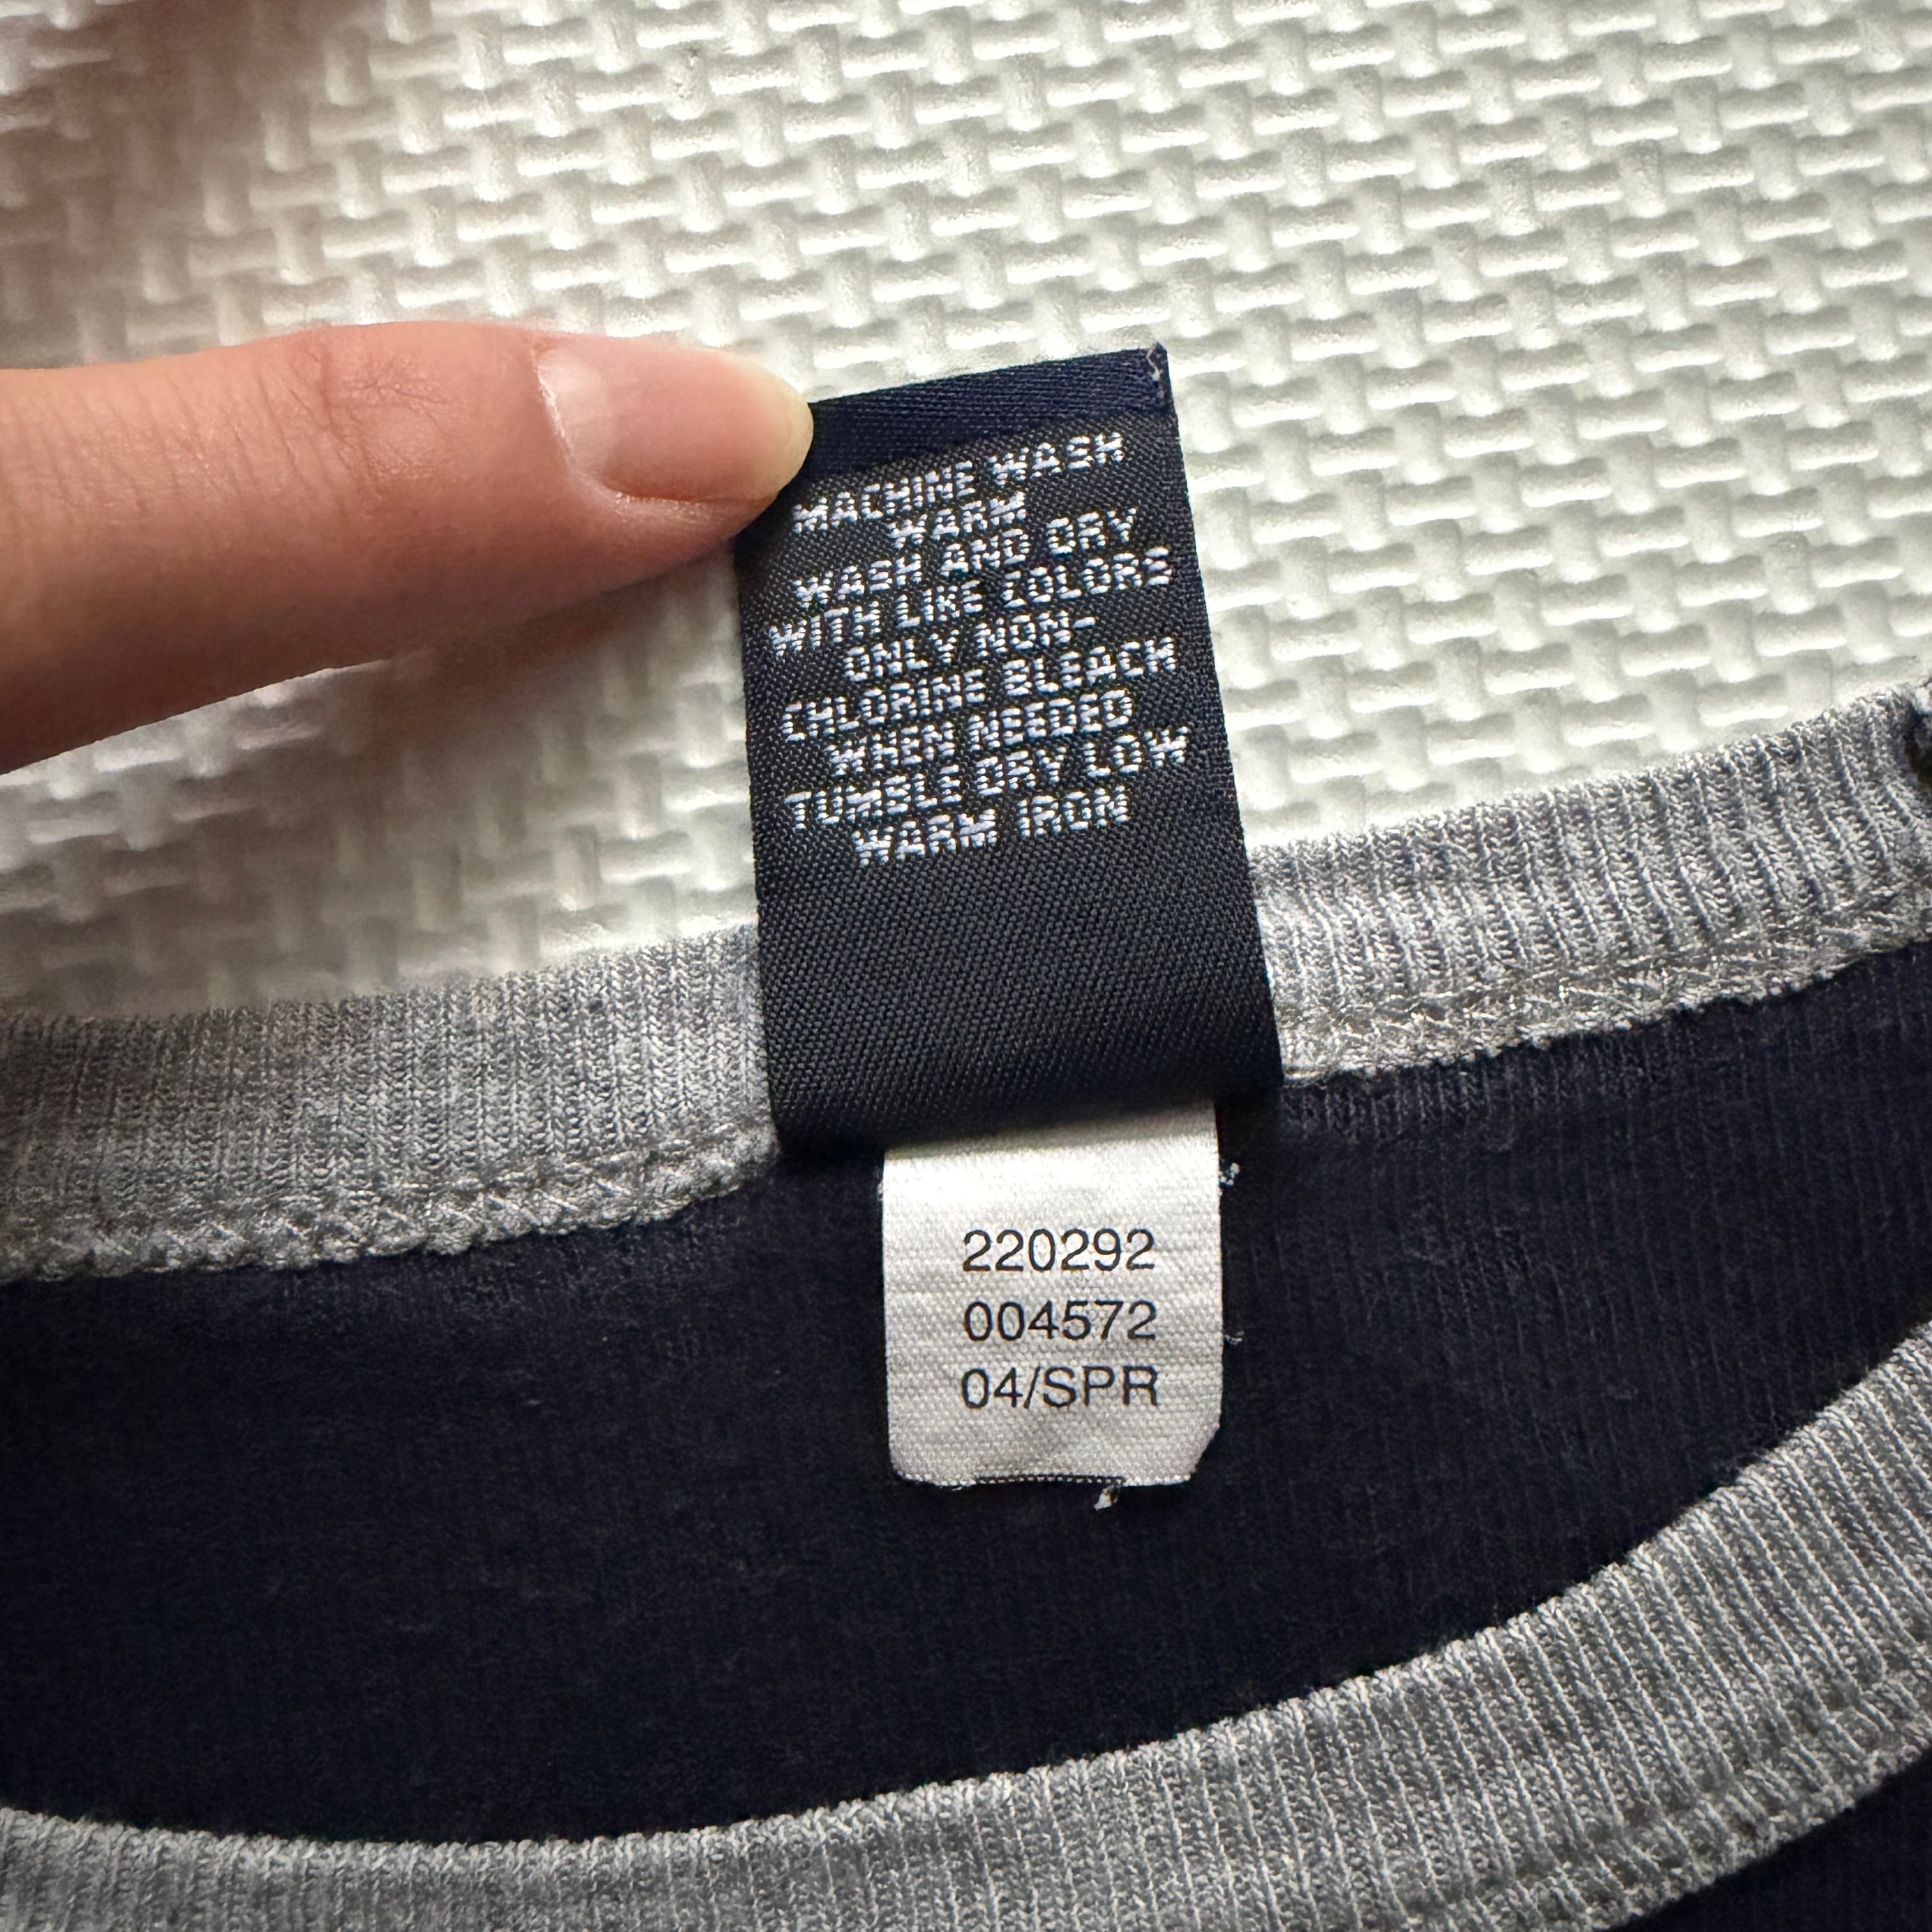 MACHINE WASH
WARM
WASH AND DRY
WITH LIKE COLORS
ONLY NON-
CHLORINE BLEACH
WHEN NEEDED
TUMBLE DRY LOW
WARM IRON
220292
004572
04/SPR